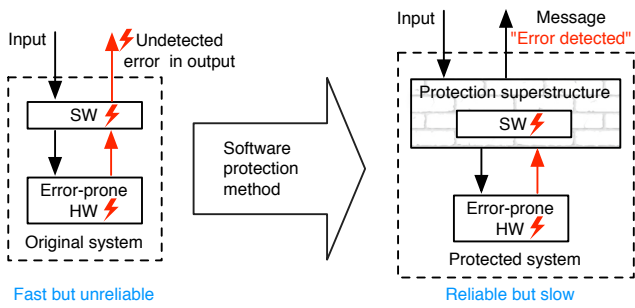 Input
Undetected
error in output
SW
Error-prone
HW
Original system
Fast but unreliable
Software
protection
method
Input
Message
"Error detected"
Protection superstructure
SW
Error-prone
HW
Protected system
Reliable but slow